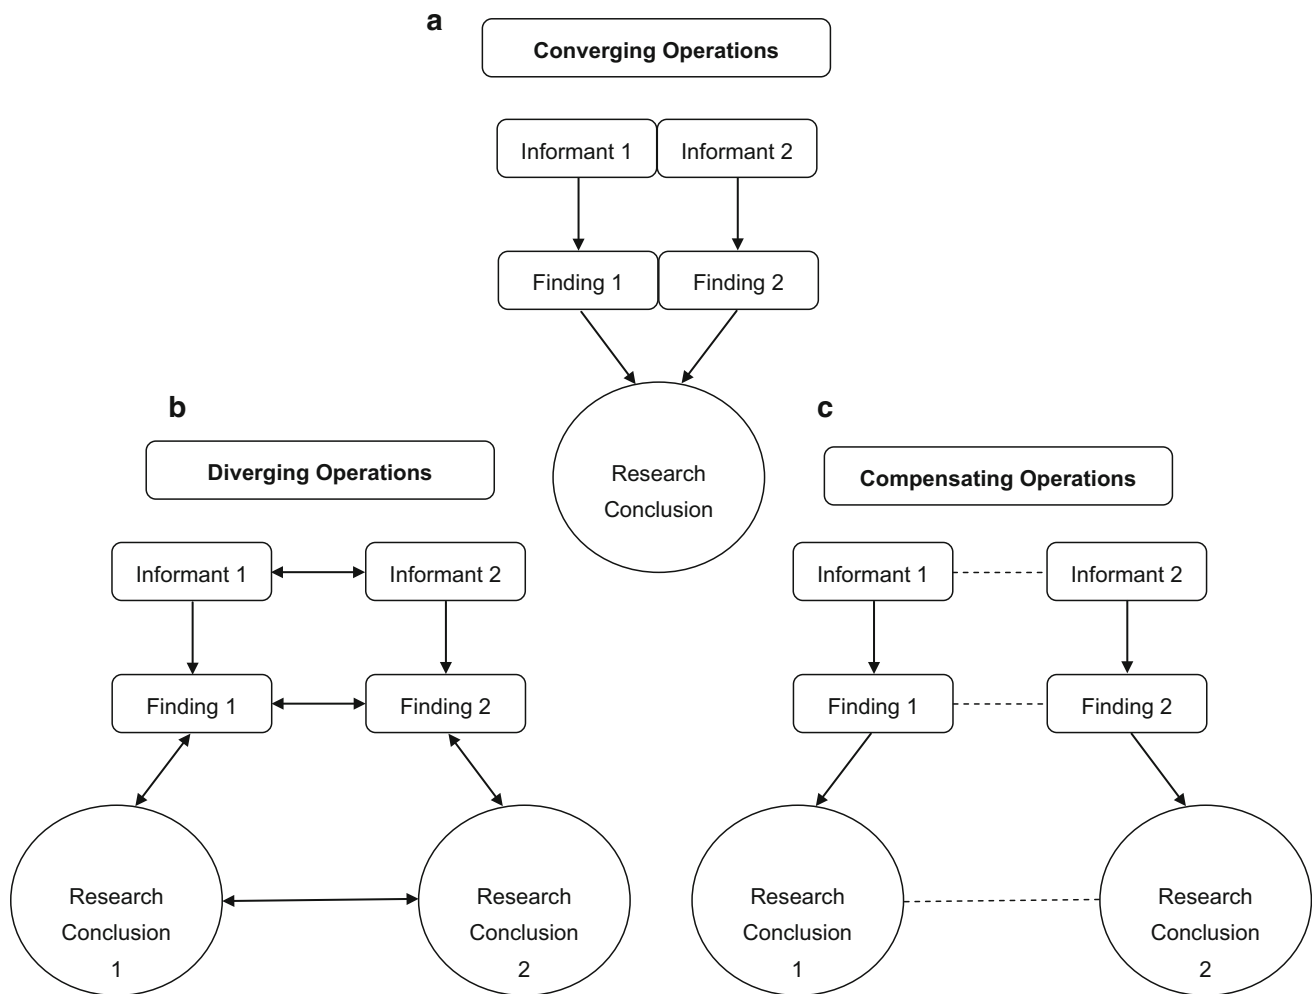 a
Converging Operations
Informant 1
Informant 2
Finding 1
Finding 2
Research
Conclusion
b
Diverging Operations
Informant 1
Informant 2
Finding 1
Finding 2
Research
Conclusion
1
Research
Conclusion
2
c
Compensating Operations
Informant 1
Informant 2
Finding 1
Finding 2
Research
Conclusion
1
Research
Conclusion
2